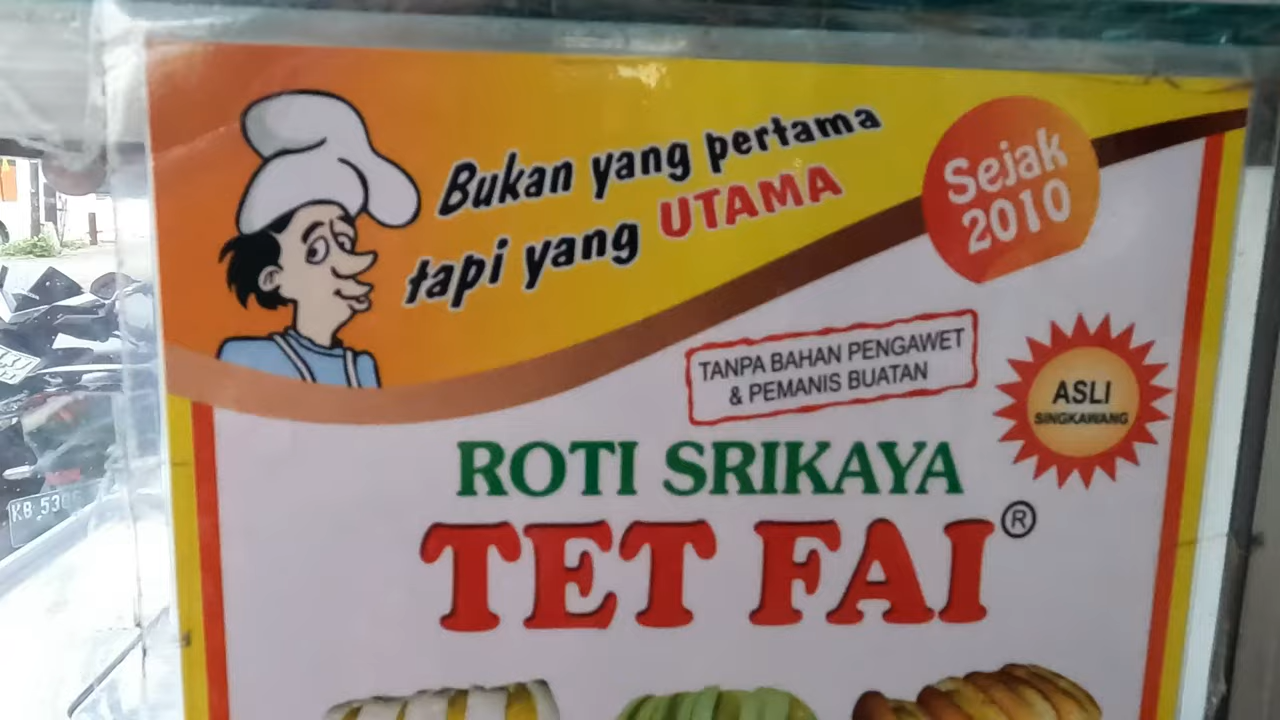 Bukan yang pertama
tapi yang UTAMA
Sejak
2010
TANPA BAHAN PENGAWET
& PEMANIS BUATAN
ASLI
SINGKAWANG
ROTI SRIKAYA
TET FAI ®